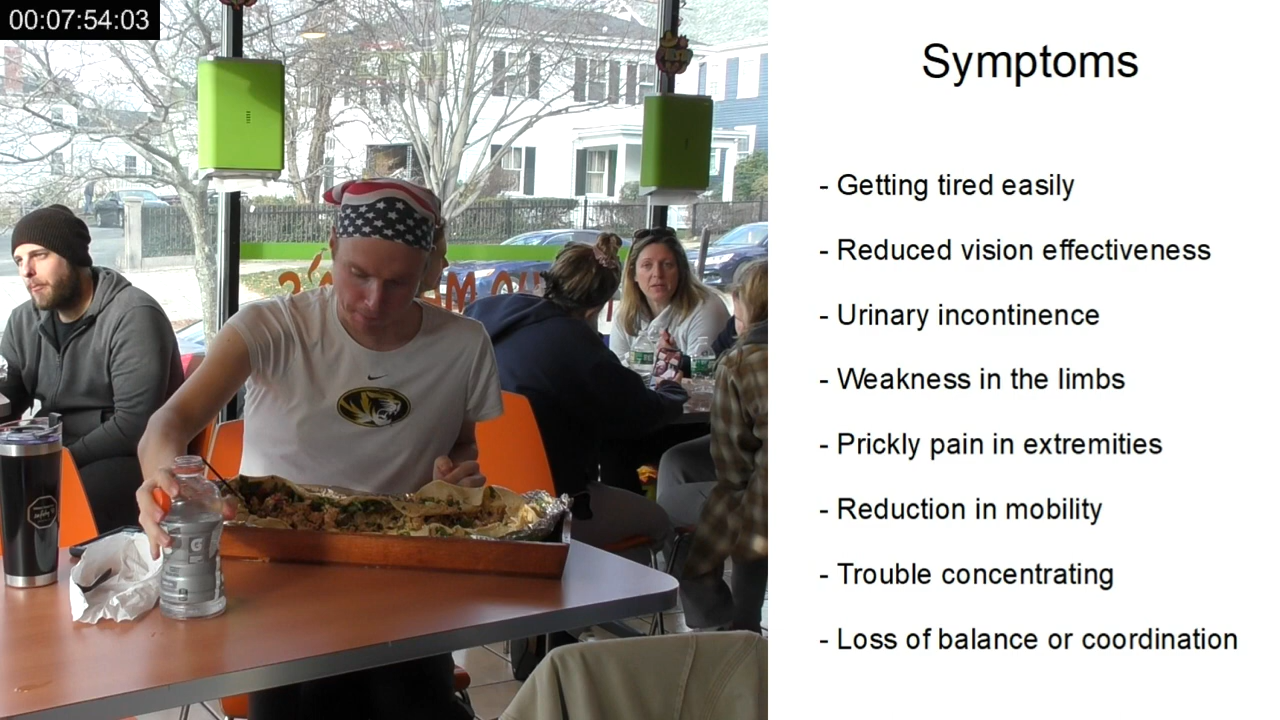 00:07:54:03
Symptoms
- Getting tired easily
- Reduced vision effectiveness
- Urinary incontinence
- Weakness in the limbs
- Prickly pain in extremities
- Reduction in mobility
- Trouble concentrating
- Loss of balance or coordination
G